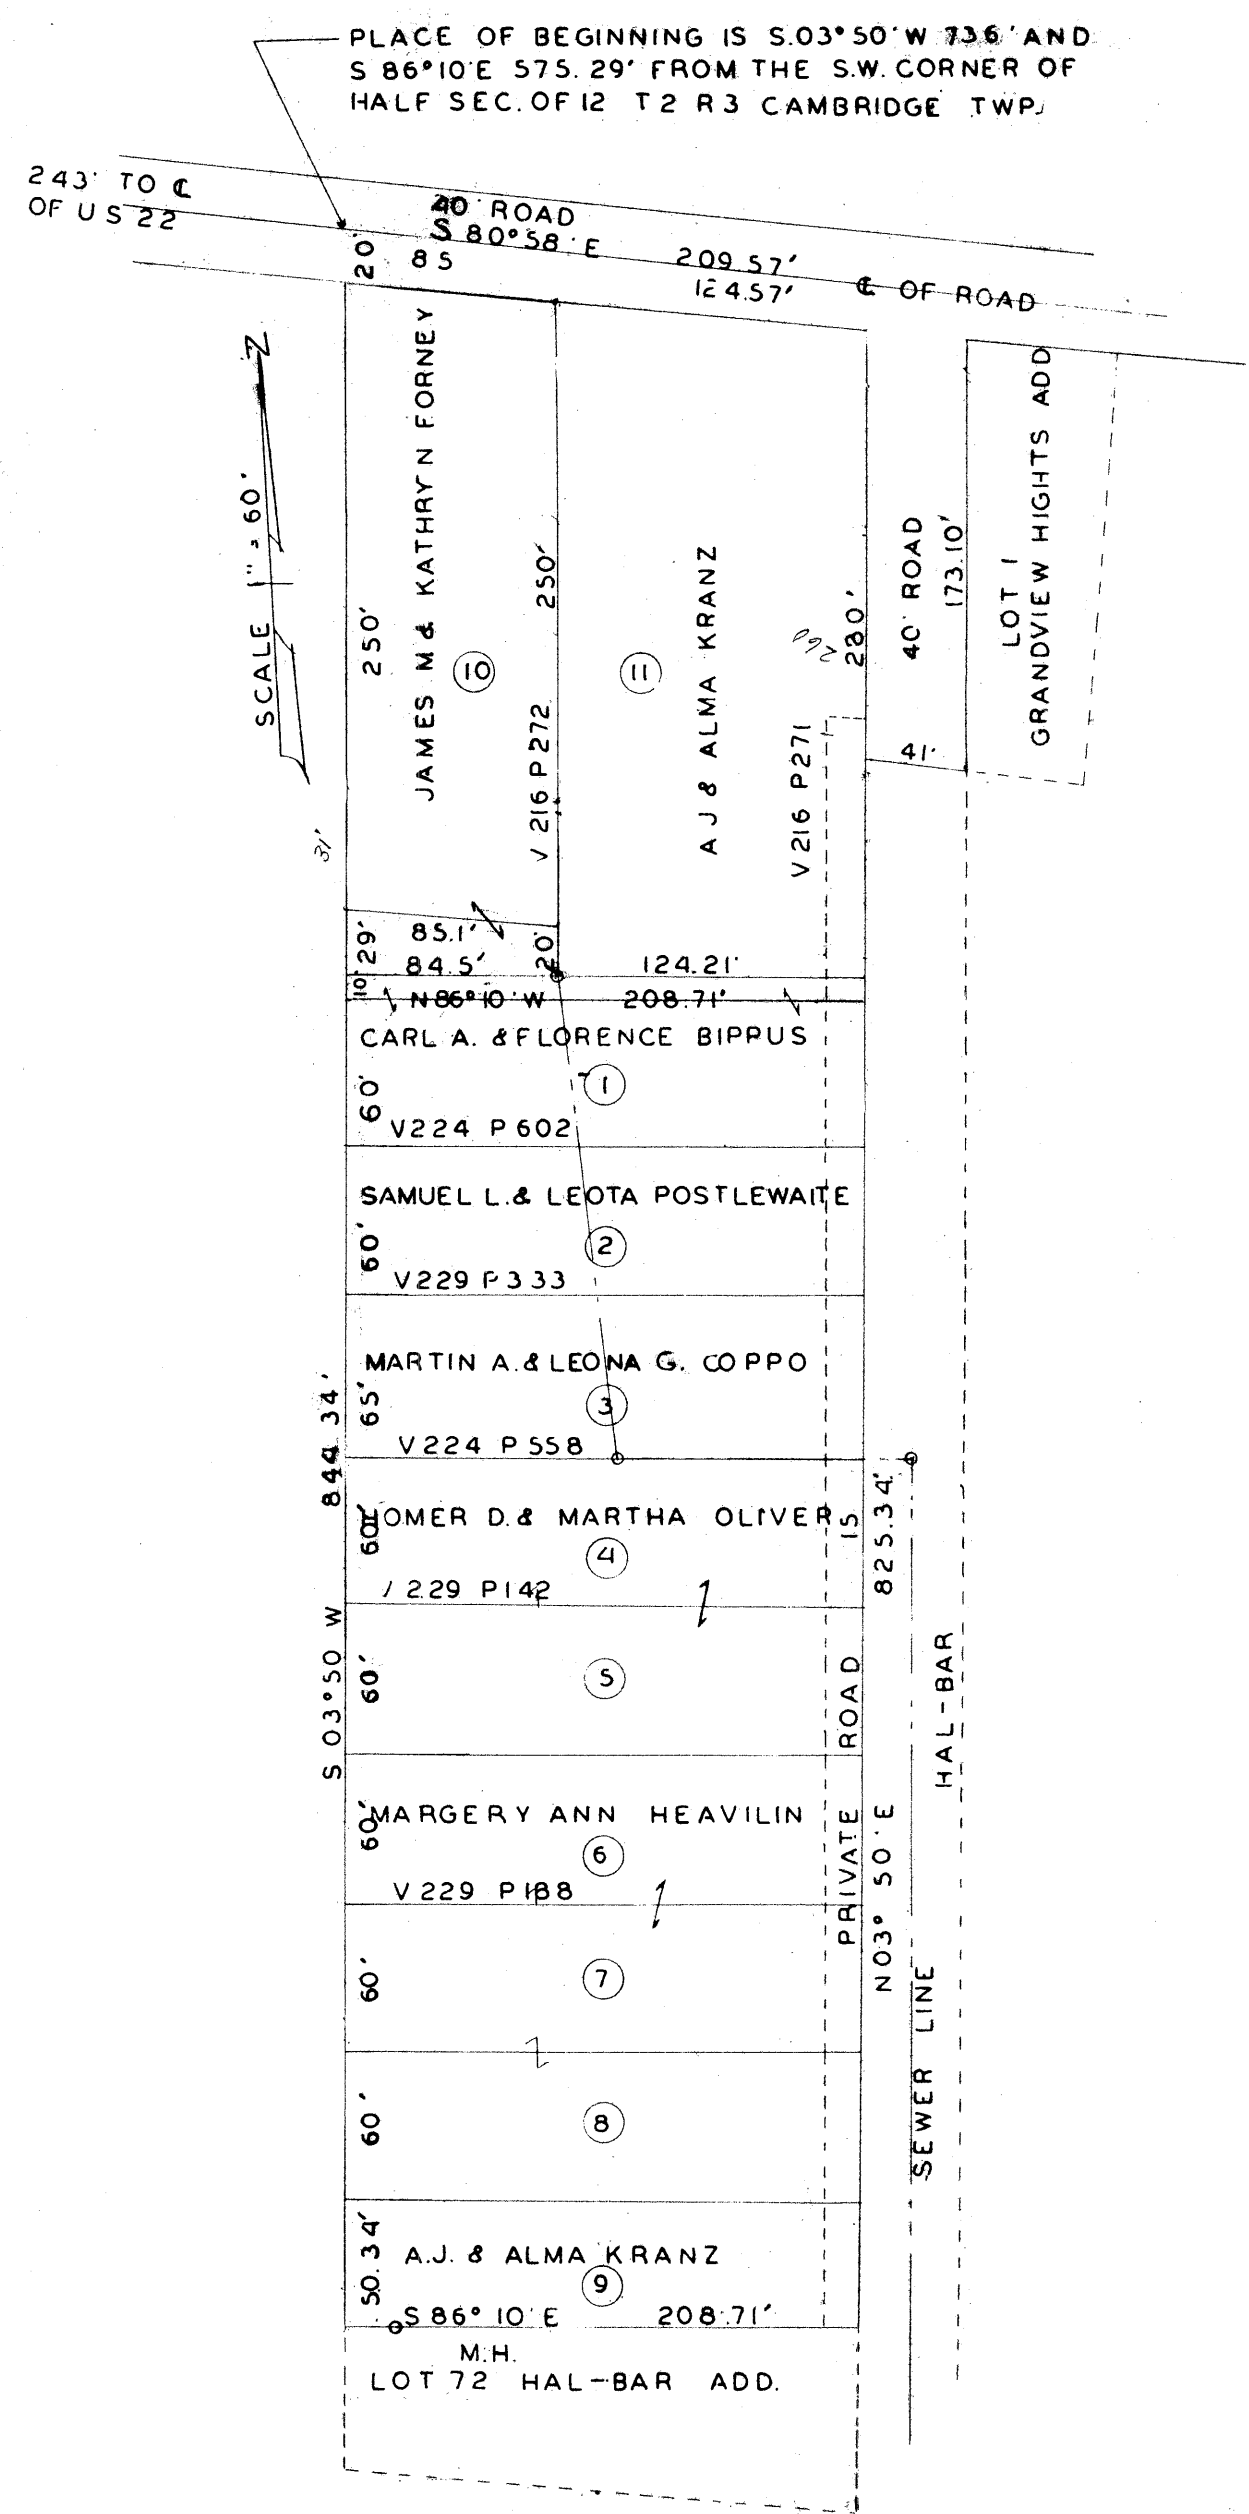 PLACE OF BEGINNING IS S.03°50'W 736' AND
S 86°10'E 575.29' FROM THE S.W. CORNER OF
HALF SEC. OF 12 T2 R3 CAMBRIDGE TWP.
243' TO ℄
OF US 22
40' ROAD
S 80°58'E 209.57'
20'
85
124.57'
℄ OF ROAD
SCALE 1" = 60'
N
JAMES M & KATHRYN FORNEY
250'
10
V 216 P 272
250'
11
A J & ALMA KRANZ
V 216 P 271
260
280'
40' ROAD
173.10'
41'
LOT 1
GRANDVIEW HIGHTS ADD
31'
29'
85.1'
84.5'
20'
124.21'
10'
N 86°10'W 208.71'
CARL A. & FLORENCE BIPPUS
1
60'
V224 P 602
SAMUEL L. & LEOTA POSTLEWAITE
2
60'
V229 P333
MARTIN A. & LEONA G. COPPO
3
65'
V224 P558
844.34'
S 03°50 W
HOMER D. & MARTHA OLIVER
60'
4
229 P142
15
825.34'
60'
5
PRIVATE ROAD
HAL-BAR
MARGERY ANN HEAVILIN
60'
6
V 229 P188
N03° 50'E
60'
7
SEWER LINE
60'
8
50.34'
A.J. & ALMA KRANZ
9
S 86° 10'E 208.71'
M.H.
LOT 72 HAL-BAR ADD.